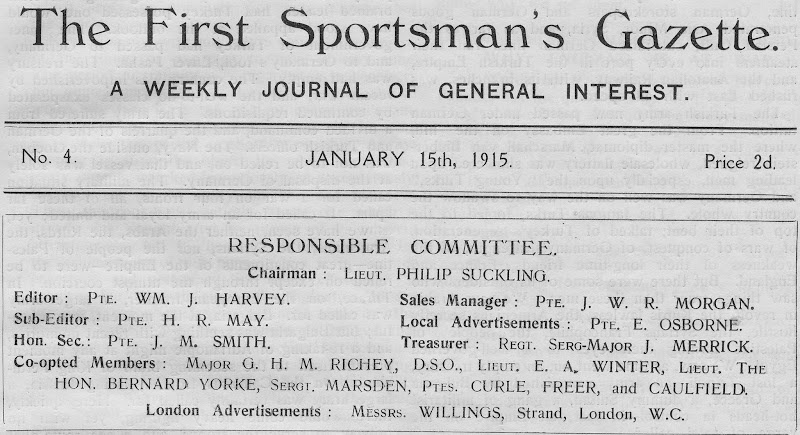 The First Sportsman's Gazette.
A WEEKLY JOURNAL OF GENERAL INTEREST.
No. 4. JANUARY 15th, 1915. Price 2d.
RESPONSIBLE COMMITTEE.
Chairman : LIEUT. PHILIP SUCKLING.
Editor : PTE. WM. J. HARVEY.
Sub-Editor : PTE. H. R. MAY.
Hon. Sec.: PTE. J. M. SMITH.
Sales Manager : PTE. J. W. R. MORGAN.
Local Advertisements : PTE. E. OSBORNE.
Treasurer : REGT. SERG-MAJOR J. MERRICK.
Co-opted Members : MAJOR G. H. M. RICHEY, D.S.O., LIEUT. E. A. WINTER, LIEUT. THE
HON. BERNARD YORKE, SERGT. MARSDEN, PTES. CURLE, FREER, and CAULFIELD.
London Advertisements : MESSRS. WILLINGS, Strand, London, W.C.